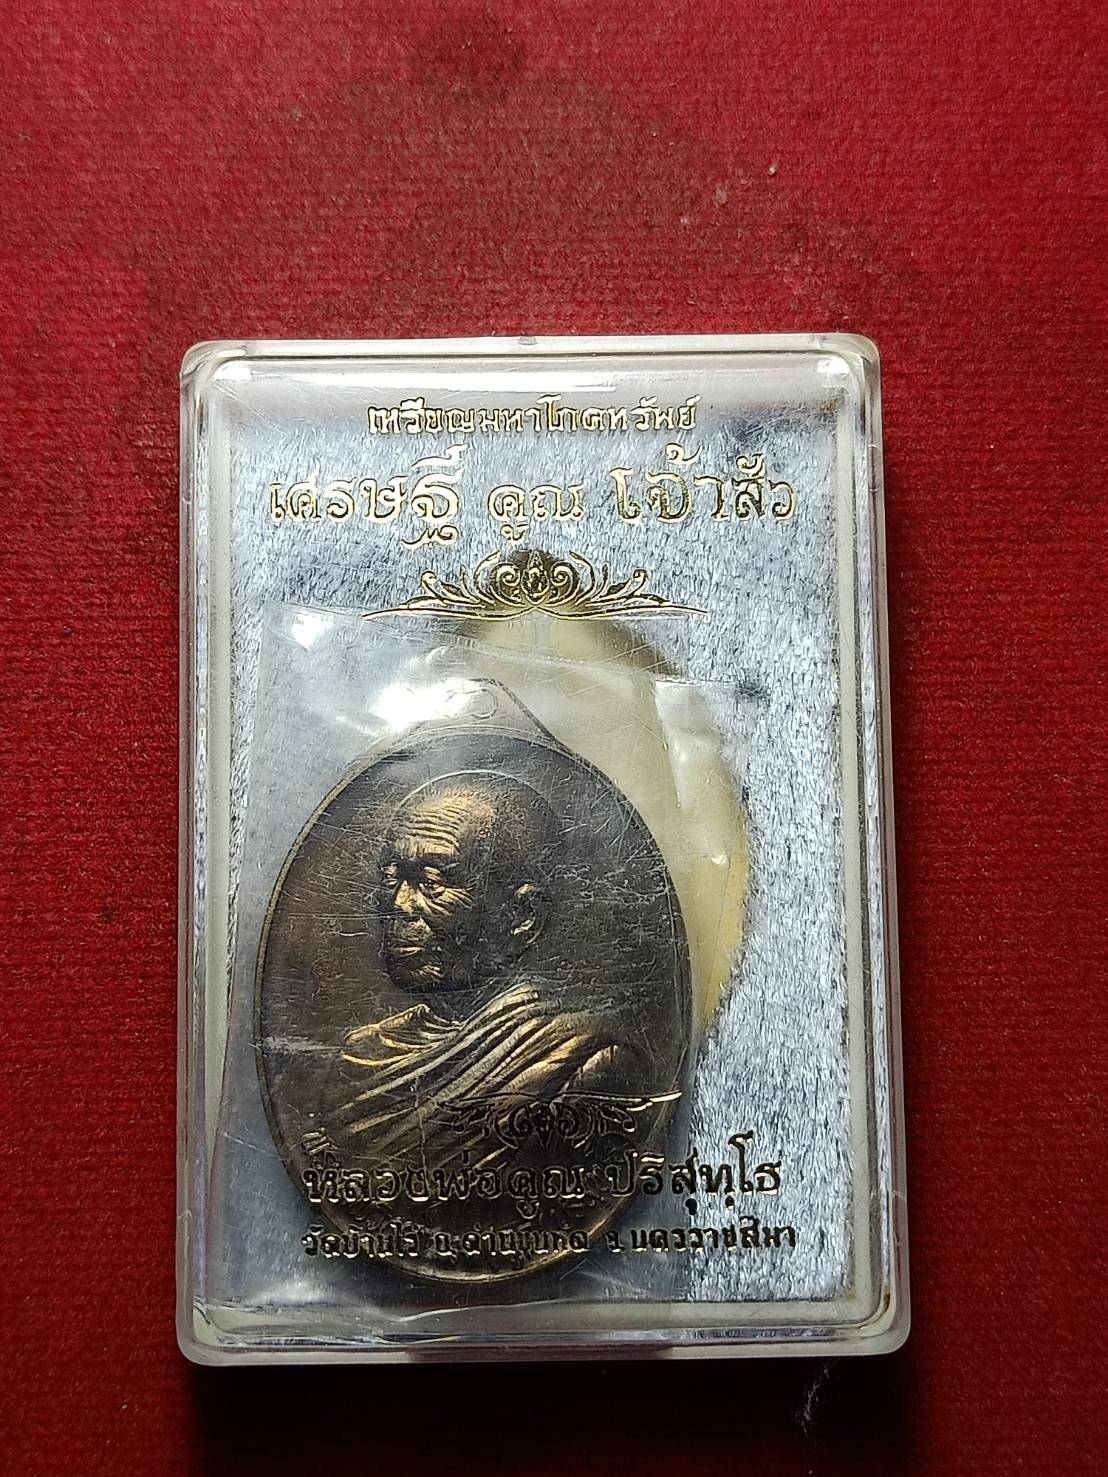 เหรียญมหาโภคทรัพย์
เศรษฐี คูณ เจ้าสัว
หลวงพ่อคูณ ปริสุทฺโธ
วัดบ้านไร่ อ.ด่านขุนทด จ.นครราชสีมา